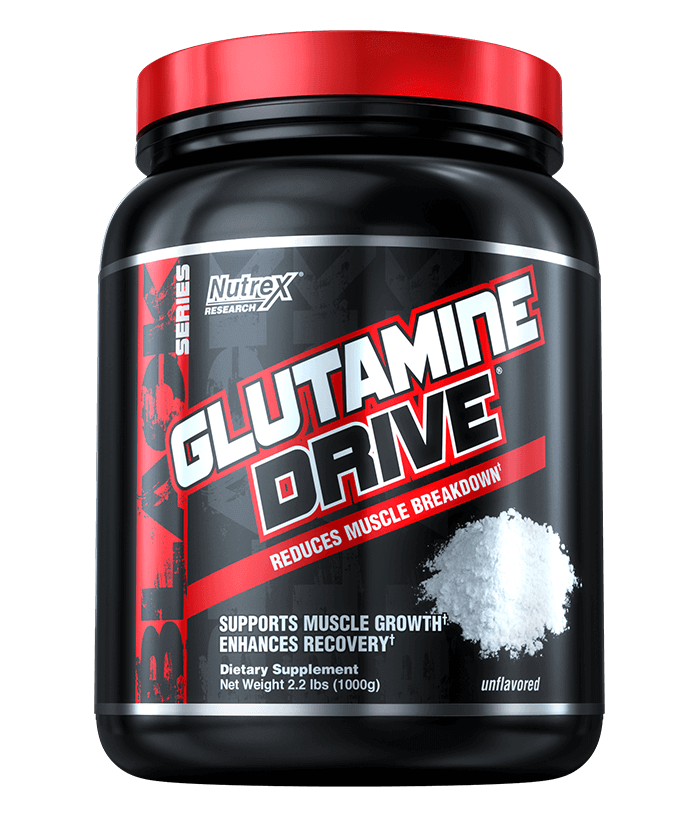 BLACK
SERIES
Nutrex®
RESEARCH
GLUTAMINE
DRIVE®
REDUCES MUSCLE BREAKDOWN†
SUPPORTS MUSCLE GROWTH†
ENHANCES RECOVERY†
Dietary Supplement
Net Weight 2.2 lbs (1000g)
unflavored